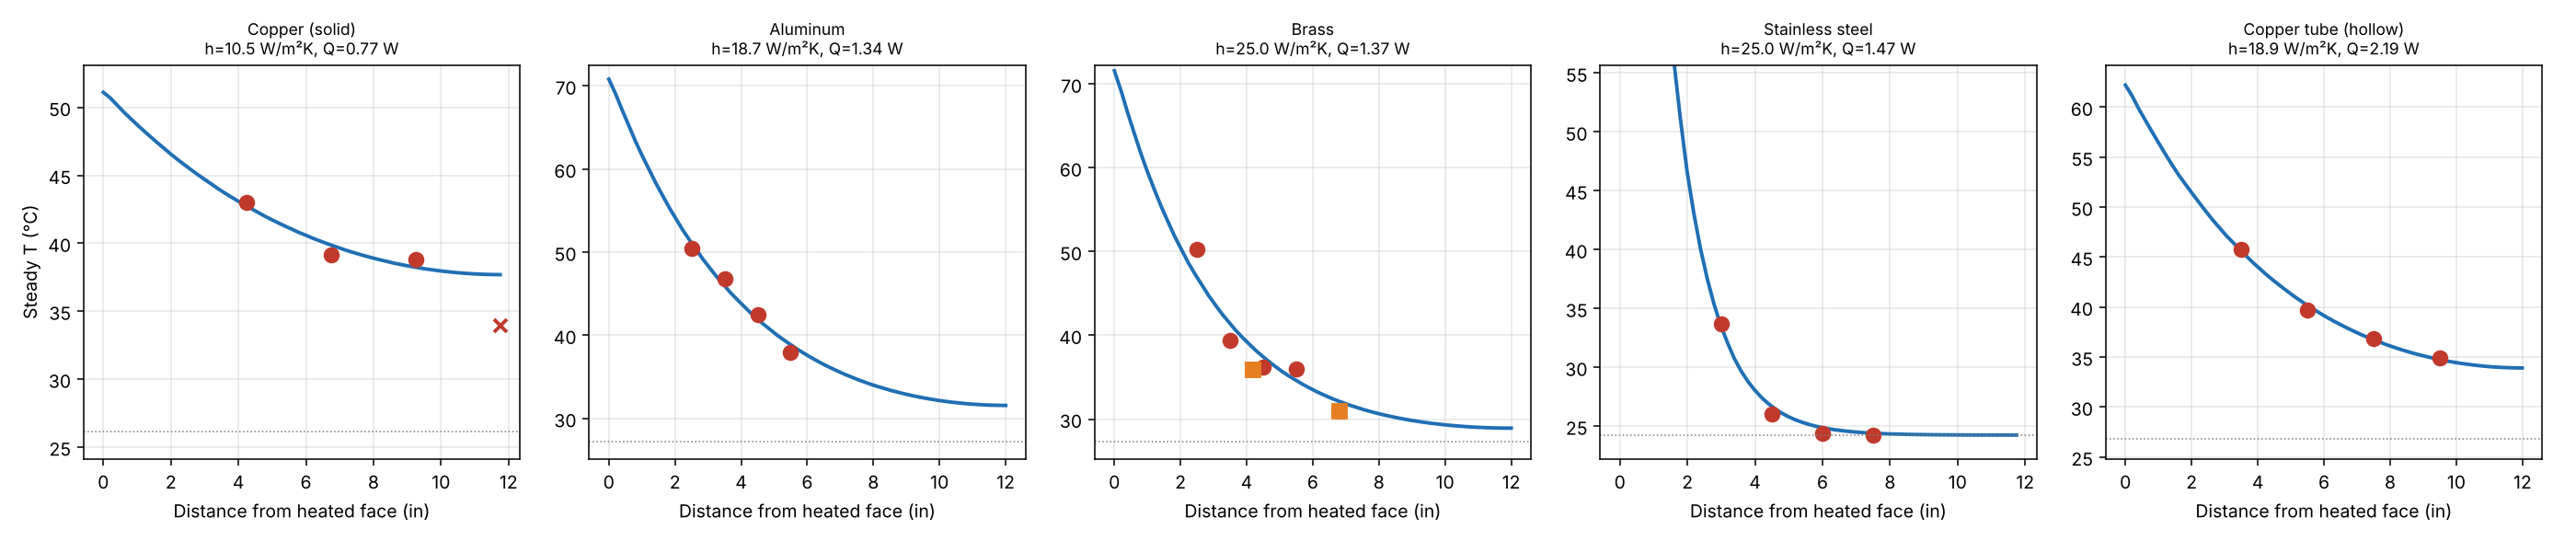 Copper (solid)
h=10.5 W/m²K, Q=0.77 W
Steady T (°C)
50
45
40
35
30
25
0 2 4 6 8 10 12
Distance from heated face (in)
Aluminum
h=18.7 W/m²K, Q=1.34 W
70
60
50
40
30
0 2 4 6 8 10 12
Distance from heated face (in)
Brass
h=25.0 W/m²K, Q=1.37 W
70
60
50
40
30
0 2 4 6 8 10 12
Distance from heated face (in)
Stainless steel
h=25.0 W/m²K, Q=1.47 W
55
50
45
40
35
30
25
0 2 4 6 8 10 12
Distance from heated face (in)
Copper tube (hollow)
h=18.9 W/m²K, Q=2.19 W
60
55
50
45
40
35
30
25
0 2 4 6 8 10 12
Distance from heated face (in)